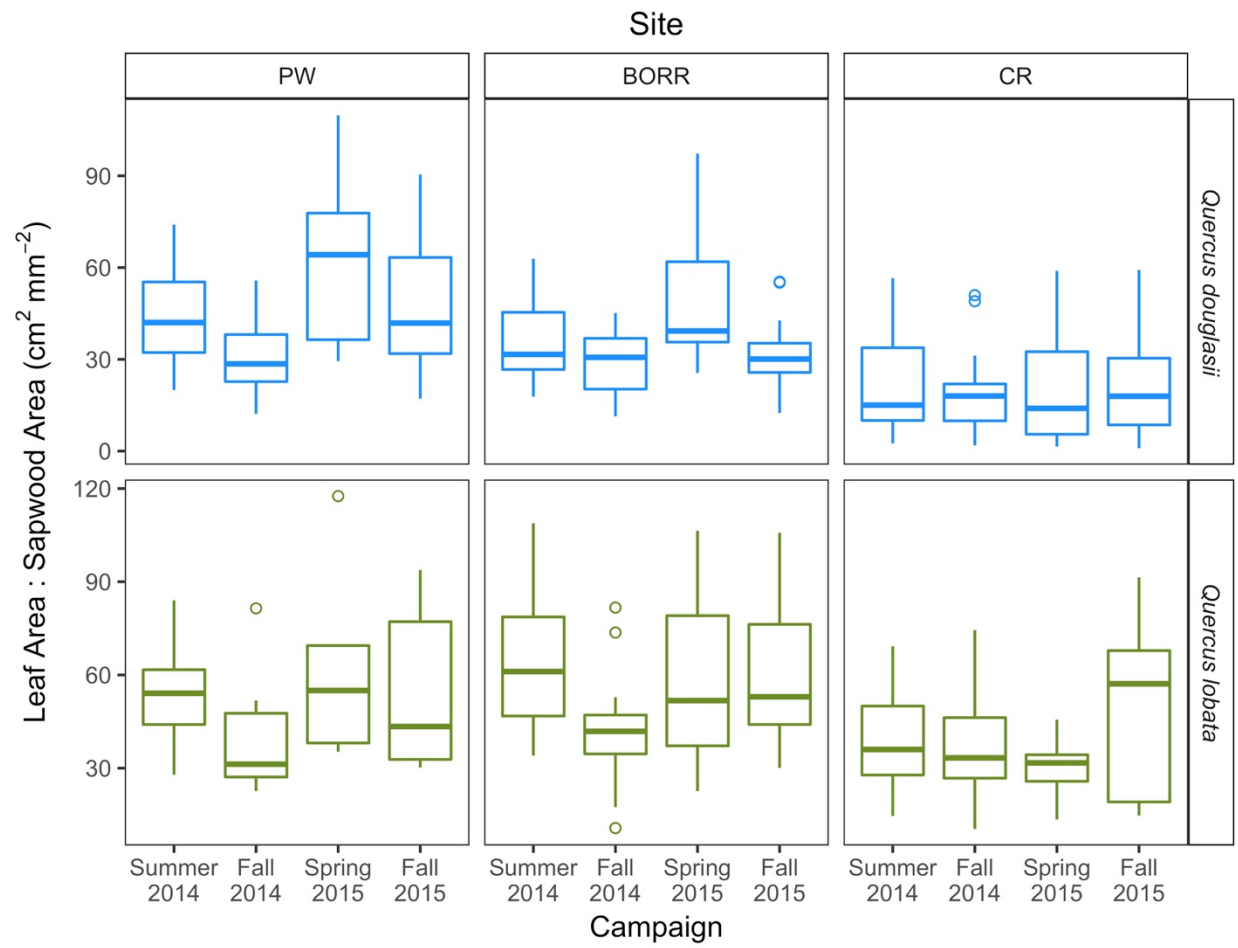 Site
PW
BORR
CR
Leaf Area : Sapwood Area (cm² mm⁻²)
90
60
30
0
Quercus douglasii
120
90
60
30
Quercus lobata
Summer 2014
Fall 2014
Spring 2015
Fall 2015
Summer 2014
Fall 2014
Spring 2015
Fall 2015
Summer 2014
Fall 2014
Spring 2015
Fall 2015
Campaign